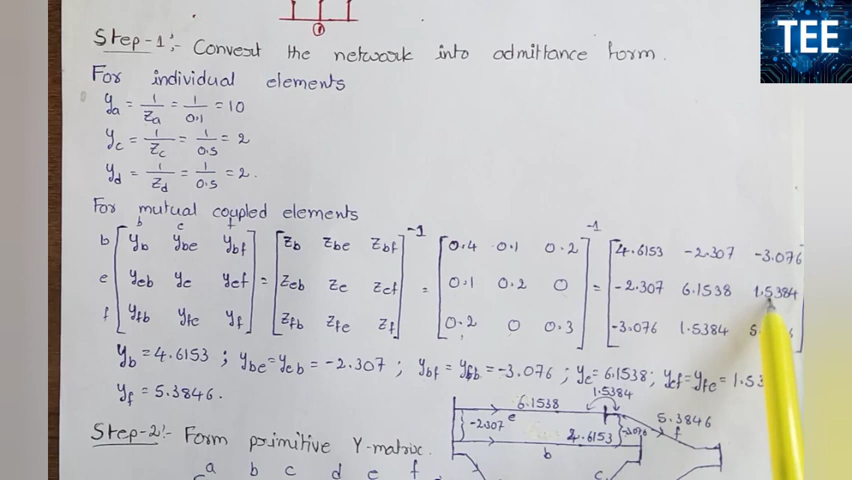 TEE
①
Step-1:- Convert the network into admittance form.
For individual elements
ya = 1/Za = 1/0.1 = 10
yc = 1/Zc = 1/0.5 = 2
yd = 1/Zd = 1/0.5 = 2.
For mutual coupled elements
b e f
b [yb ybe ybf] = [Zb Zbe Zbf]-1 = [0.4 0.1 0.2]-1 = [4.6153 -2.307 -3.076]
e [yeb ye yef] [Zeb Ze Zef] [0.1 0.2 0] [-2.307 6.1538 1.5384]
f [yfb yfe yf] [Zfb Zfe Zf] [0.2 0 0.3] [-3.076 1.5384
yb = 4.6153 ; ybe = yeb = -2.307 ; ybf = yfb = -3.076 ; ye = 6.1538; yef = yfe = 1.53
yf = 5.3846.
6.1538 1.5384
e
-2.307 4.6153 -3.076 5.3846 f
b
Step-2:- Form primitive Y-matrix.
a b c d e f
c